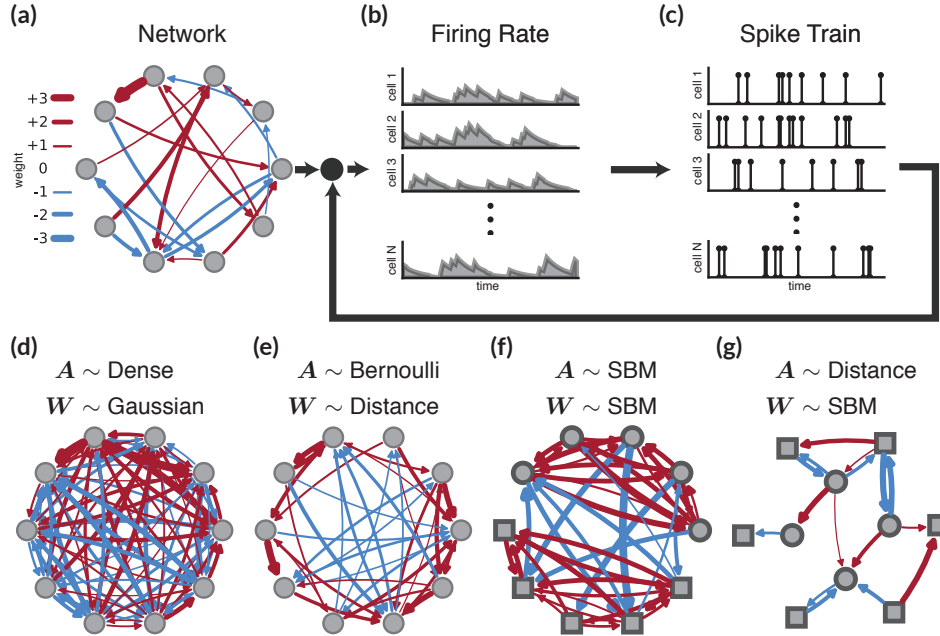 (a)
Network
+3
+2
+1
0
-1
-2
-3
weight
(b)
Firing Rate
cell 1
cell 2
cell 3
cell N
time
(c)
Spike Train
cell 1
cell 2
cell 3
cell N
time
(d)
A ∼ Dense
W ∼ Gaussian
(e)
A ∼ Bernoulli
W ∼ Distance
(f)
A ∼ SBM
W ∼ SBM
(g)
A ∼ Distance
W ∼ SBM